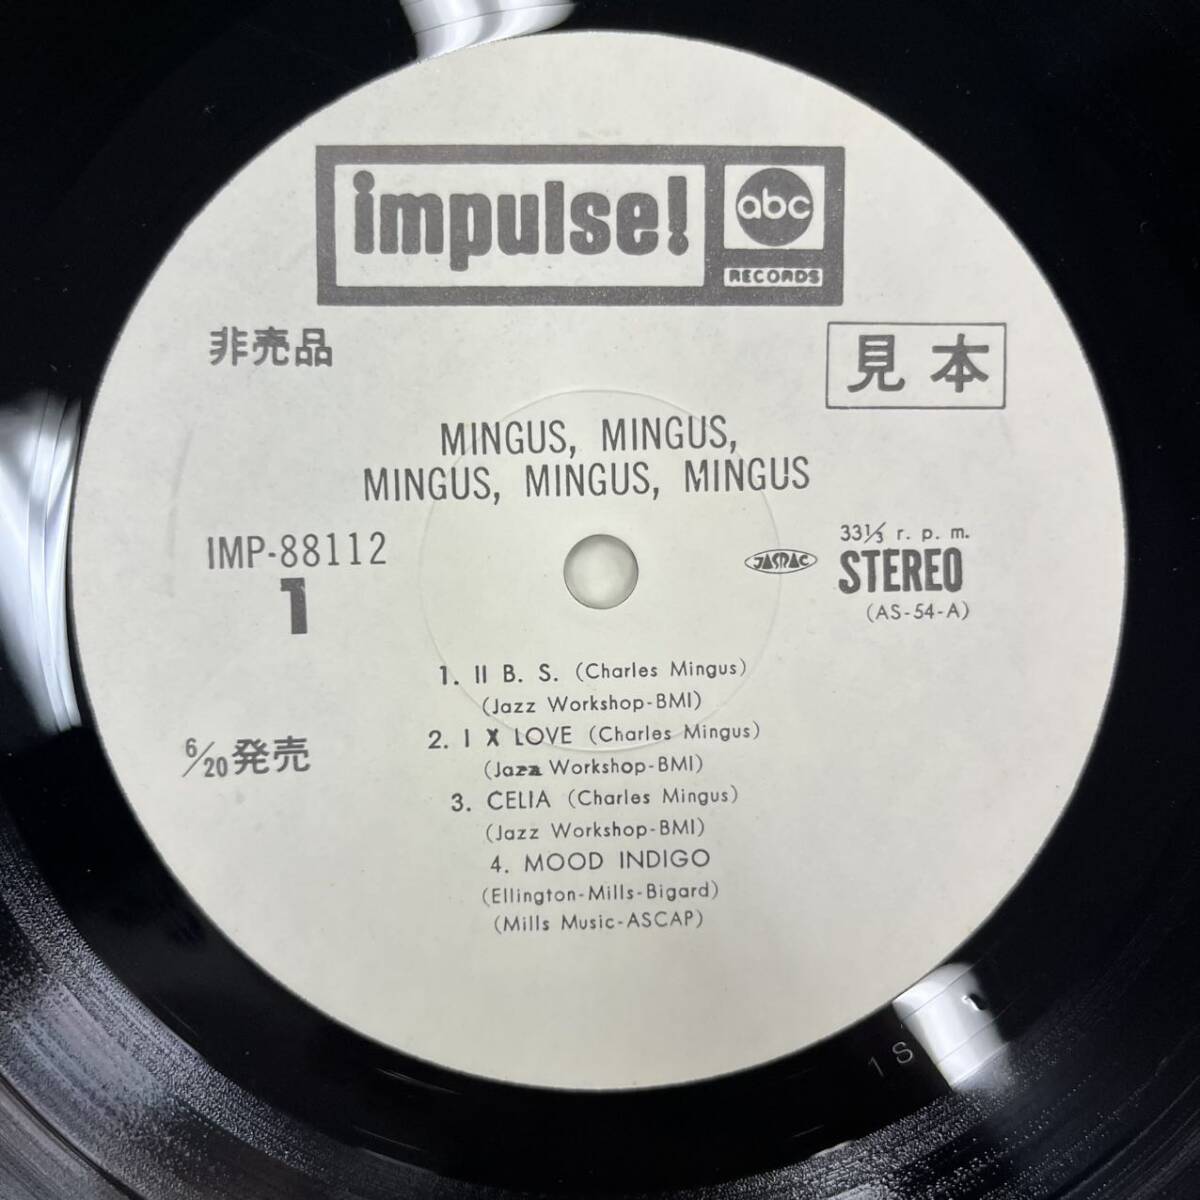 impulse!
abc
RECORDS
非売品
見本
MINGUS, MINGUS,
MINGUS, MINGUS, MINGUS
IMP-88112
1
JASRAC
33⅓ r. p. m.
STEREO
(AS-54-A)
1. II B. S. (Charles Mingus)
(Jazz Workshop-BMI)
2. I X LOVE (Charles Mingus)
(Jazz Workshop-BMI)
3. CELIA (Charles Mingus)
(Jazz Workshop-BMI)
4. MOOD INDIGO
(Ellington-Mills-Bigard)
(Mills Music-ASCAP)
6/20発売
1 S